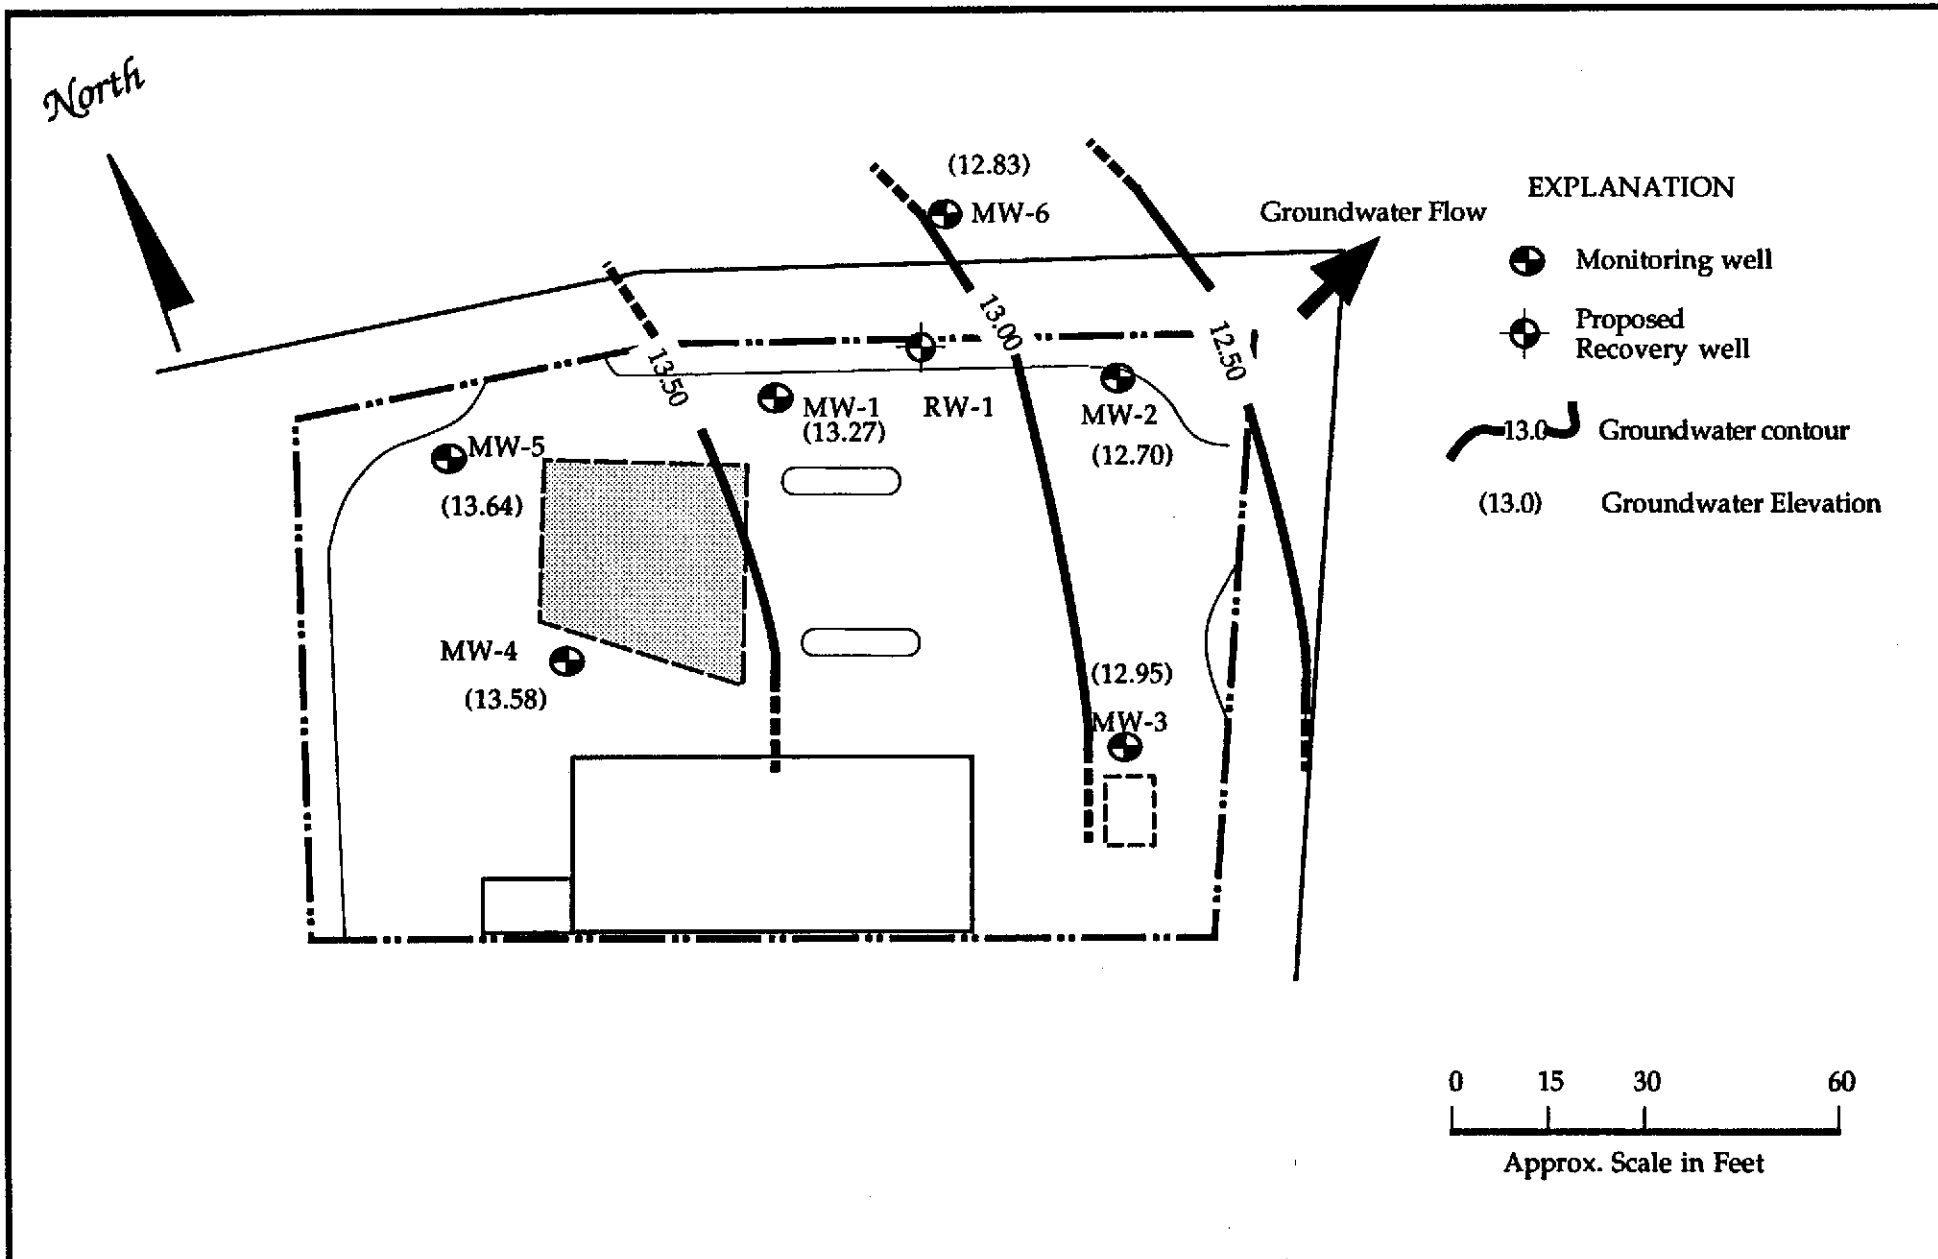 North
(12.83)
MW-6
Groundwater Flow
EXPLANATION
Monitoring well
Proposed
Recovery well
13.0
Groundwater contour
(13.0)
Groundwater Elevation
13.50
13.00
12.50
MW-1
(13.27)
RW-1
MW-2
(12.70)
MW-5
(13.64)
MW-4
(13.58)
(12.95)
MW-3
0 15 30 60
Approx. Scale in Feet